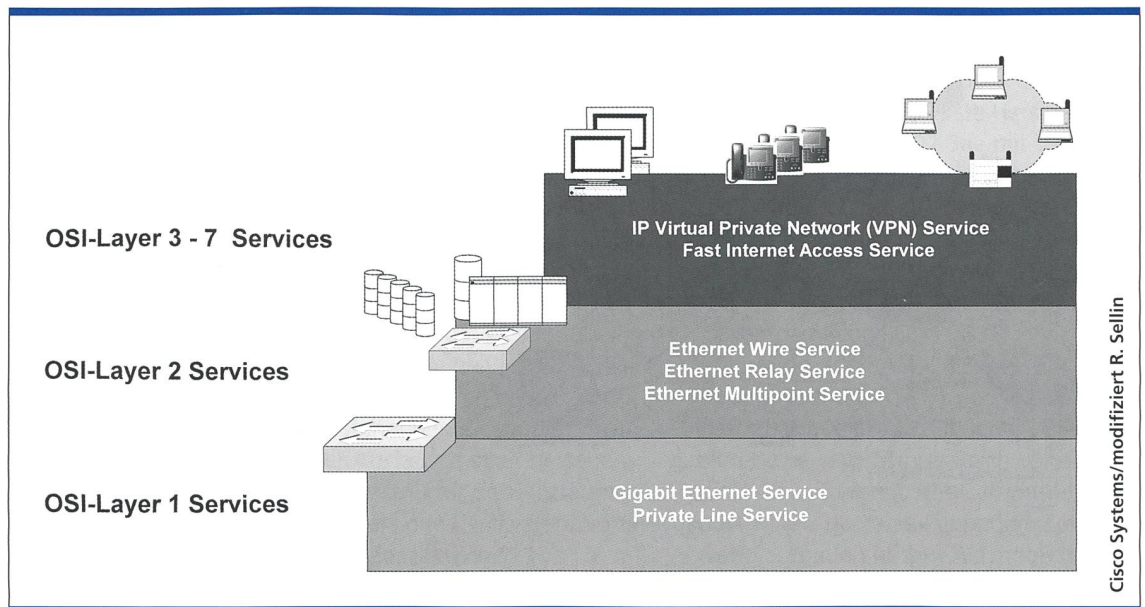 OSI-Layer 3 - 7 Services
IP Virtual Private Network (VPN) Service
Fast Internet Access Service
OSI-Layer 2 Services
Ethernet Wire Service
Ethernet Relay Service
Ethernet Multipoint Service
OSI-Layer 1 Services
Gigabit Ethernet Service
Private Line Service
Cisco Systems/modifiziert R. Sellin